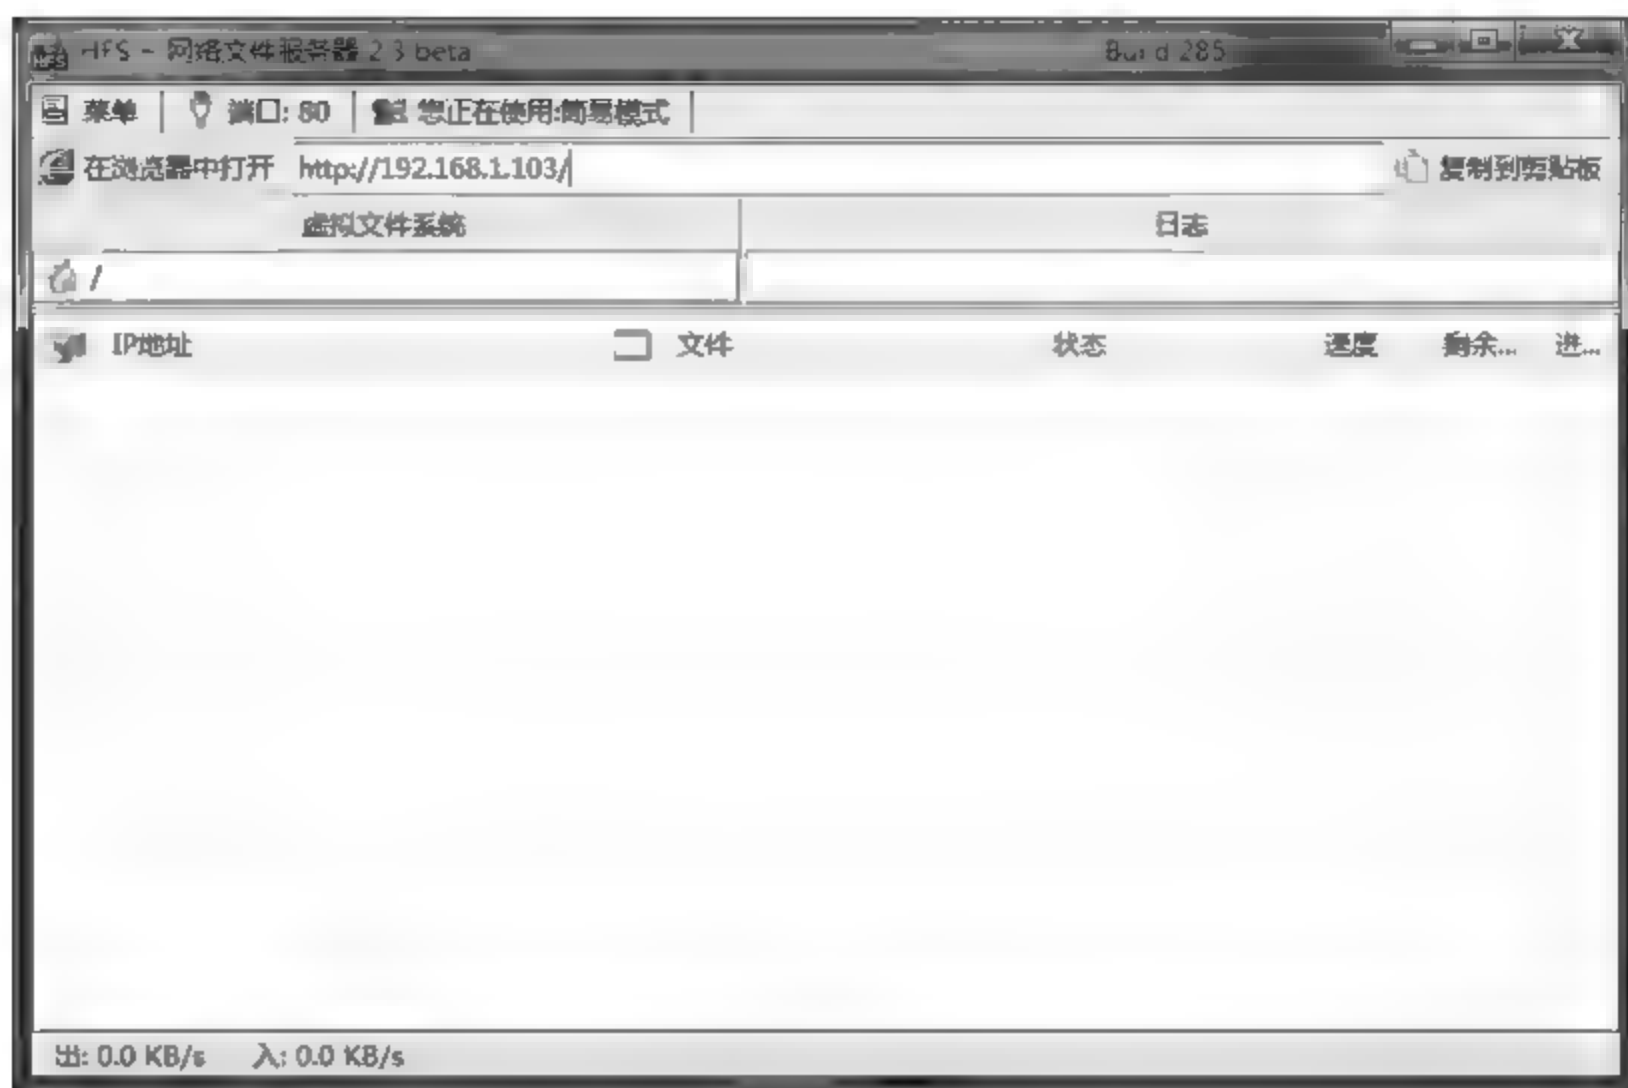 HFS - 网络文件服务器 2.3 beta Build 285
菜单 端口: 80 您正在使用:简易模式
在浏览器中打开 http://192.168.1.103/ 复制到剪贴板
虚拟文件系统 日志
/
IP地址 文件 状态 速度 剩余... 进...
出: 0.0 KB/s 入: 0.0 KB/s